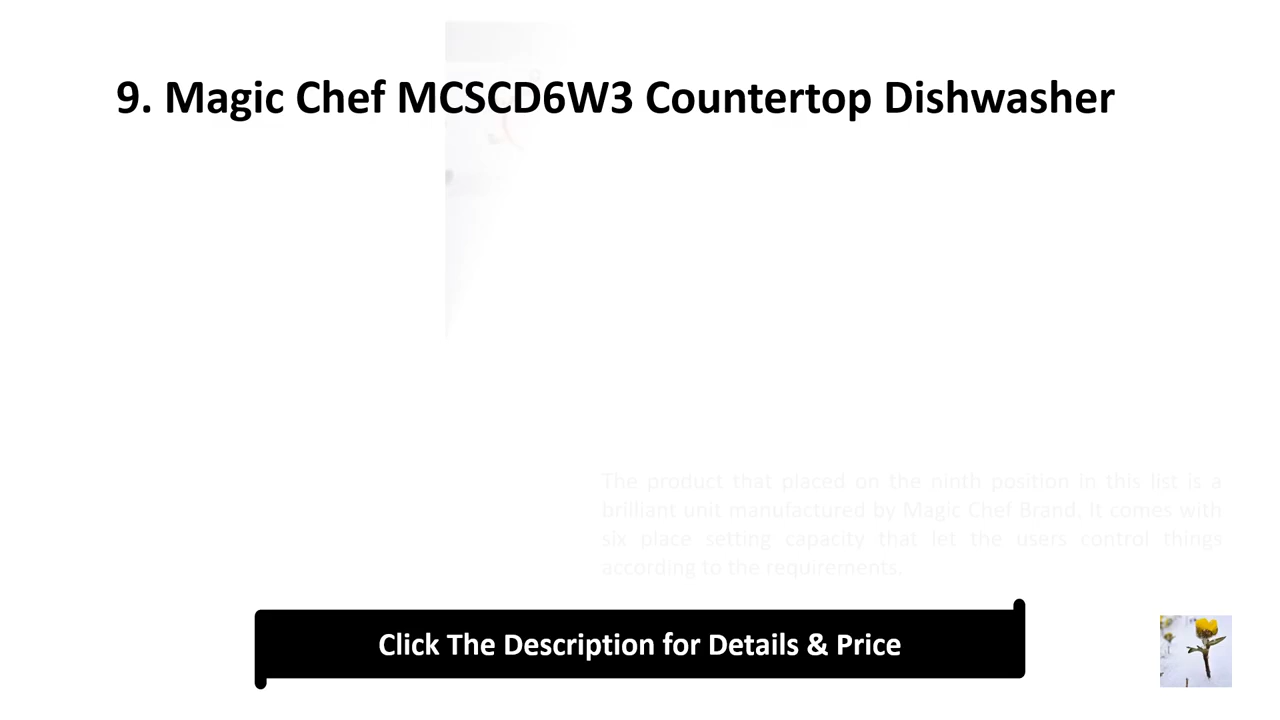 9. Magic Chef MCSCD6W3 Countertop Dishwasher
The product that placed on the ninth position in this list is a
brilliant unit manufactured by Magic Chef Brand. It comes with
six place setting capacity that let the users control things
according to the requirements.
Click The Description for Details & Price